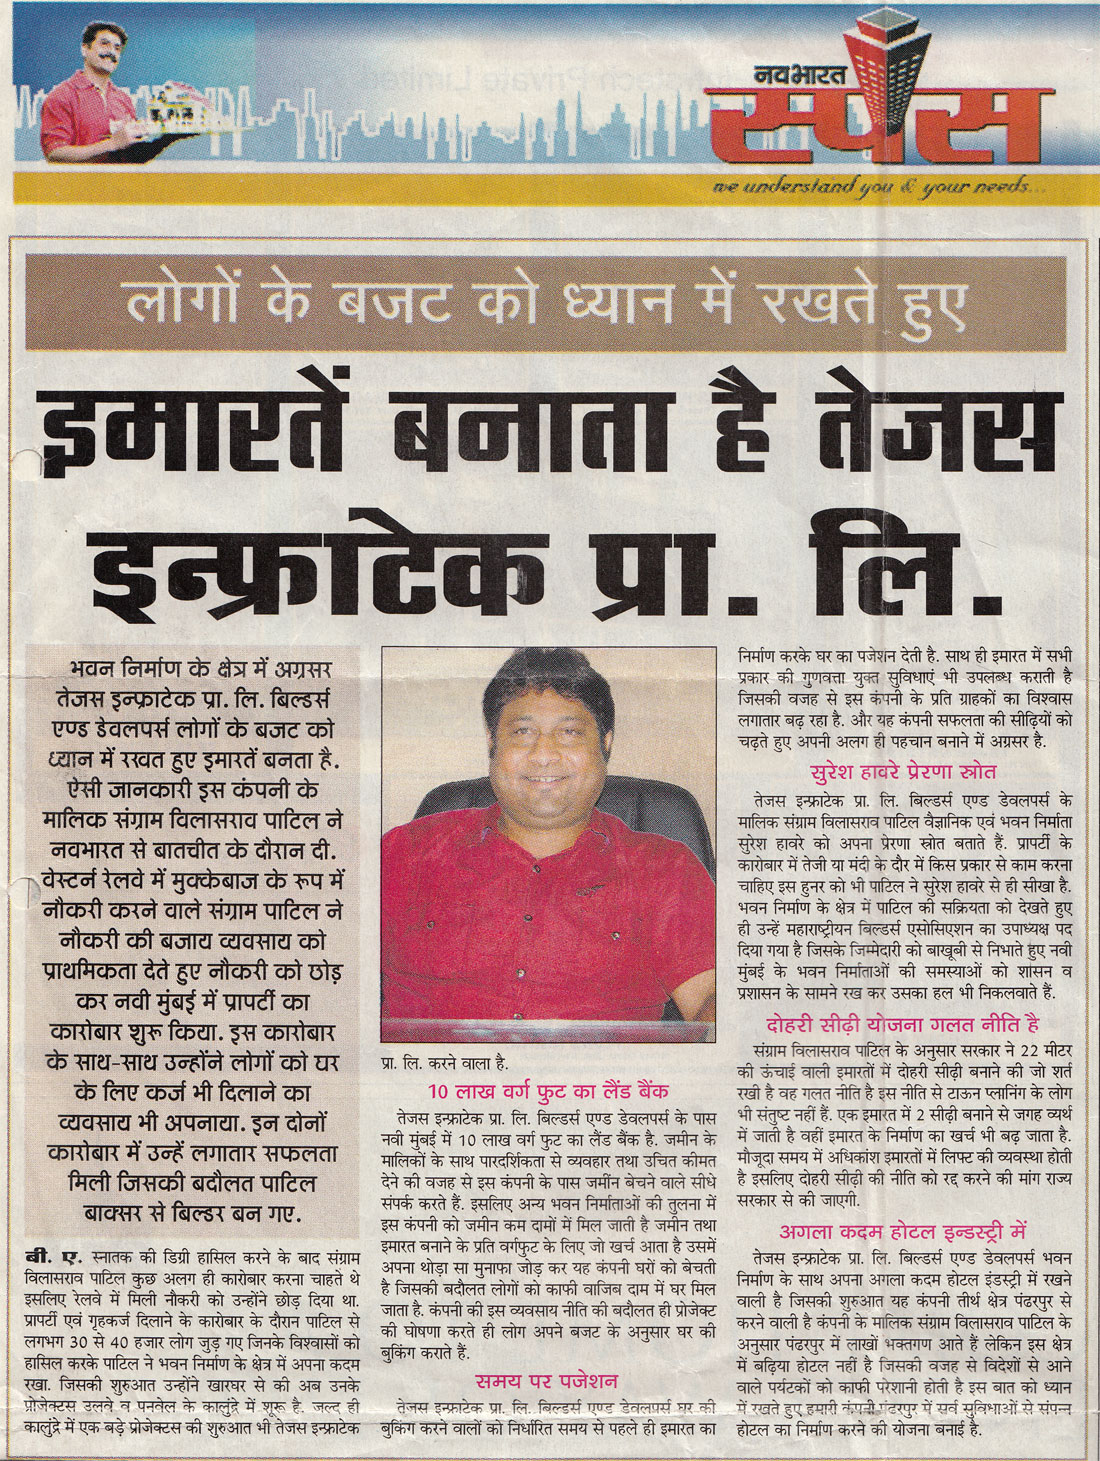 नवभारत
स्पेस
we understand you & your needs...
लोगों के बजट को ध्यान में रखते हुए
इमारतें बनाता है तेजस
इन्फ्राटेक प्रा. लि.
भवन निर्माण के क्षेत्र में अग्रसर
तेजस इन्फ्राटेक प्रा. लि. बिल्डर्स
एण्ड डेवलपर्स लोगों के बजट को
ध्यान में रखत हुए इमारतें बनता है.
ऐसी जानकारी इस कंपनी के
मालिक संग्राम विलासराव पाटिल ने
नवभारत से बातचीत के दौरान दी.
वेस्टर्न रेलवे में मुक्केबाज के रूप में
नौकरी करने वाले संग्राम पाटिल ने
नौकरी की बजाय व्यवसाय को
प्राथमिकता देते हुए नौकरी को छोड़
कर नवी मुंबई में प्रापर्टी का
कारोबार शुरू किया. इस कारोबार
के साथ-साथ उन्होंने लोगों को घर
के लिए कर्ज भी दिलाने का
व्यवसाय भी अपनाया. इन दोनों
कारोबार में उन्हें लगातार सफलता
मिली जिसकी बदौलत पाटिल
बाक्सर से बिल्डर बन गए.
बी. ए. स्नातक की डिग्री हासिल करने के बाद संग्राम
विलासराव पाटिल कुछ अलग ही कारोबार करना चाहते थे
इसलिए रेलवे में मिली नौकरी को उन्होंने छोड़ दिया था.
प्रापर्टी एवं गृहकर्ज दिलाने के कारोबार के दौरान पाटिल से
लगभग 30 से 40 हजार लोग जुड़ गए जिनके विश्वासों को
हासिल करके पाटिल ने भवन निर्माण के क्षेत्र में अपना कदम
रखा. जिसकी शुरुआत उन्होंने खारघर से की अब उनके
प्रोजेक्टस उलवे व पनवेल के कालुंद्रे में शूरू है. जल्द ही
कालुंद्रे में एक बड़े प्रोजेक्टस की शुरुआत भी तेजस इन्फ्राटेक
प्रा. लि. करने वाला है.
10 लाख वर्ग फुट का लैंड बैंक
तेजस इन्फ्राटेक प्रा. लि. बिल्डर्स एण्ड डेवलपर्स के पास
नवी मुंबई में 10 लाख वर्ग फुट का लैंड बैंक है. जमीन के
मालिकों के साथ पारदर्शिकता से व्यवहार तथा उचित कीमत
देने की वजह से इस कंपनी के पास जमींन बेचने वाले सीधे
संपर्क करते हैं. इसलिए अन्य भवन निर्माताओं की तुलना में
इस कंपनी को जमीन कम दामों में मिल जाती है जमीन तथा
इमारत बनाने के प्रति वर्गफुट के लिए जो खर्च आता है उसमें
अपना थोड़ा सा मुनाफा जोड़ कर यह कंपनी घरों को बेचती
है जिसकी बदौलत लोगों को काफी वाजिब दाम में घर मिल
जाता है. कंपनी की इस व्यवसाय नीति की बदौलत ही प्रोजेक्ट
की घोषणा करते ही लोग अपने बजट के अनुसार घर की
बुकिंग कराते हैं.
समय पर पजेशन
तेजस इन्फ्राटेक प्रा. लि. बिल्डर्स एण्ड डेवलपर्स घर की
बुकिंग करने वालों को निर्धारित समय से पहले ही इमारत का
निर्माण करके घर का पजेशन देती है. साथ ही इमारत में सभी
प्रकार की गुणवत्ता युक्त सुविधाएं भी उपलब्ध कराती है
जिसकी वजह से इस कंपनी के प्रति ग्राहकों का विश्वास
लगातार बढ़ रहा है. और यह कंपनी सफलता की सीढ़ियों को
चढ़ते हुए अपनी अलग ही पहचान बनाने में अग्रसर है.
सुरेश हावरे प्रेरणा स्त्रोत
तेजस इन्फ्राटेक प्रा. लि. बिल्डर्स एण्ड डेवलपर्स के
मालिक संग्राम विलासराव पाटिल वैज्ञानिक एवं भवन निर्माता
सुरेश हावरे को अपना प्रेरणा स्त्रोत बताते हैं. प्रापर्टी के
कारोबार में तेजी या मंदी के दौर में किस प्रकार से काम करना
चाहिए इस हुनर को भी पाटिल ने सुरेश हावरे से ही सीखा है.
भवन निर्माण के क्षेत्र में पाटिल की सक्रियता को देखते हुए
ही उन्हें महाराष्ट्रीयन बिल्डर्स एसोसिएशन का उपाध्यक्ष पद
दिया गया है जिसके जिम्मेदारी को बाखूबी से निभाते हुए नवी
मुंबई के भवन निर्माताओं की समस्याओं को शासन व
प्रशासन के सामने रख कर उसका हल भी निकलवाते हैं.
दोहरी सीढ़ी योजना गलत नीति है
संग्राम विलासराव पाटिल के अनुसार सरकार ने 22 मीटर
की ऊंचाई वाली इमारतों में दोहरी सीढ़ी बनाने की जो शर्त
रखी है वह गलत नीति है इस नीति से टाऊन प्लानिंग के लोग
भी संतुष्ट नहीं हैं. एक इमारत में 2 सीढ़ी बनाने से जगह व्यर्थ
में जाती है वहीं इमारत के निर्माण का खर्च भी बढ़ जाता है.
मौजूदा समय में अधिकांश इमारतों में लिफ्ट की व्यवस्था होती
है इसलिए दोहरी सीढ़ी की नीति को रद्द करने की मांग राज्य
सरकार से की जाएगी.
अगला कदम होटल इन्डस्ट्री में
तेजस इन्फ्राटेक प्रा. लि. बिल्डर्स एण्ड डेवलपर्स भवन
निर्माण के साथ अपना अगला कदम होटल इंडस्ट्री में रखने
वाली है जिसकी शुरुआत यह कंपनी तीर्थ क्षेत्र पंढरपुर से
करने वाली है कंपनी के मालिक संग्राम विलासराव पाटिल के
अनुसार पंढरपुर में लाखों भक्तगण आते हैं लेकिन इस क्षेत्र
में बढ़िया होटल नहीं है जिसकी वजह से विदेशों से आने
वाले पर्यटकों को काफी परेशानी होती है इस बात को ध्यान
में रखते हुए हमारी कंपनी पंढरपुर में सर्व सुविधाओं से संपन्न
होटल का निर्माण करने की योजना बनाई है.